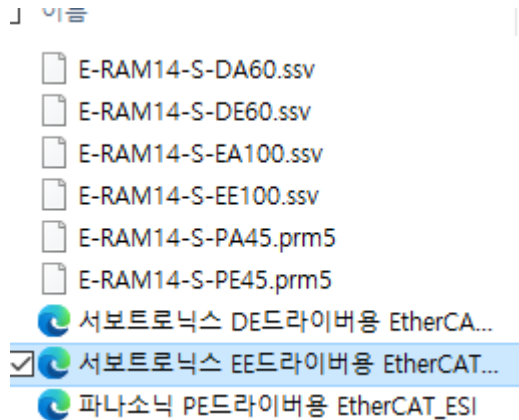 이름
E-RAM14-S-DA60.ssv
E-RAM14-S-DE60.ssv
E-RAM14-S-EA100.ssv
E-RAM14-S-EE100.ssv
E-RAM14-S-PA45.prm5
E-RAM14-S-PE45.prm5
서보트로닉스 DE드라이버용 EtherCA...
서보트로닉스 EE드라이버용 EtherCAT...
파나소닉 PE드라이버용 EtherCAT_ESI